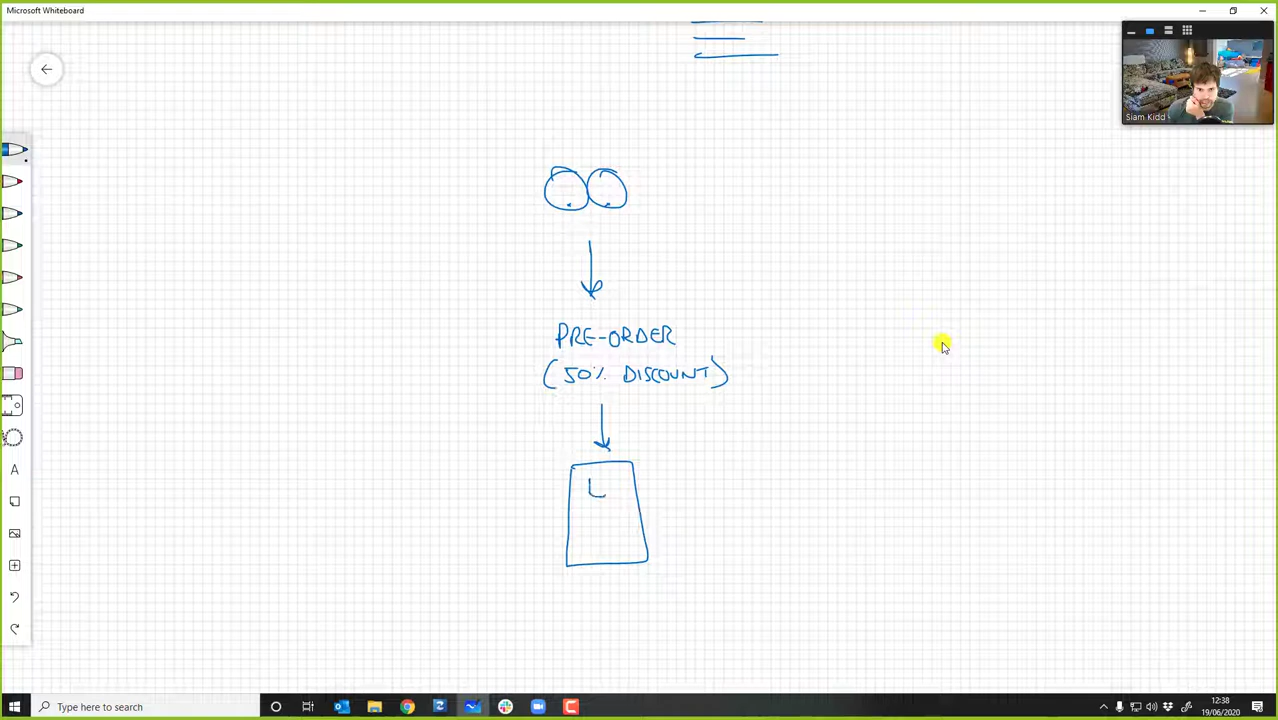 Microsoft Whiteboard
Siam Kidd
PRE-ORDER
(50% DISCOUNT)
L
A
Type here to search
12:38
19/06/2020